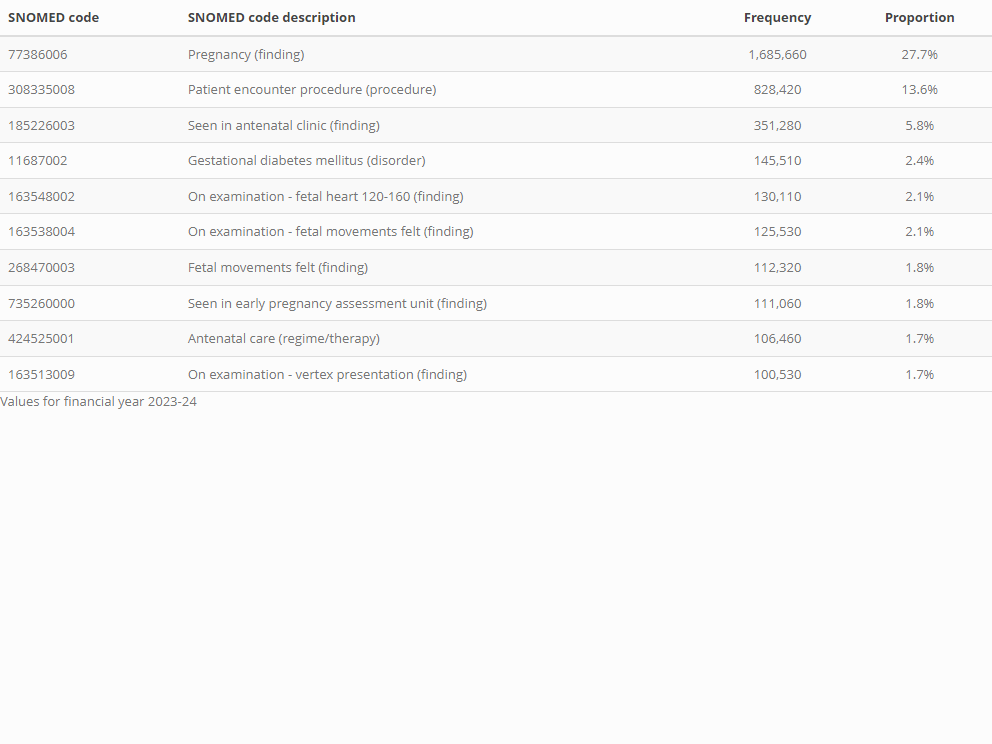 SNOMED code SNOMED code description Frequency Proportion
77386006 Pregnancy (finding) 1,685,660 27.7%
308335008 Patient encounter procedure (procedure) 828,420 13.6%
185226003 Seen in antenatal clinic (finding) 351,280 5.8%
11687002 Gestational diabetes mellitus (disorder) 145,510 2.4%
163548002 On examination - fetal heart 120-160 (finding) 130,110 2.1%
163538004 On examination - fetal movements felt (finding) 125,530 2.1%
268470003 Fetal movements felt (finding) 112,320 1.8%
735260000 Seen in early pregnancy assessment unit (finding) 111,060 1.8%
424525001 Antenatal care (regime/therapy) 106,460 1.7%
163513009 On examination - vertex presentation (finding) 100,530 1.7%
Values for financial year 2023-24